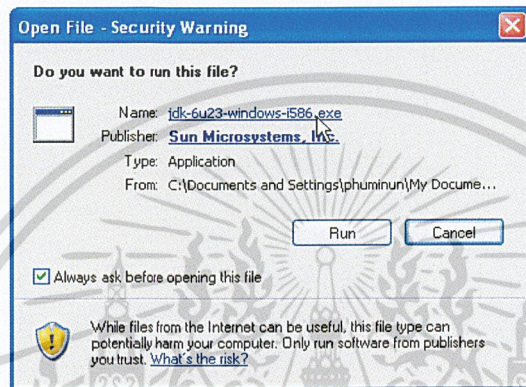 Open File - Security Warning
Do you want to run this file?
Name: jdk-6u23-windows-i586.exe
Publisher: Sun Microsystems, Inc.
Type: Application
From: C:\Documents and Settings\phuminun\My Docume...
Run Cancel
Always ask before opening this file
While files from the Internet can be useful, this file type can
potentially harm your computer. Only run software from publishers
you trust. What's the risk?